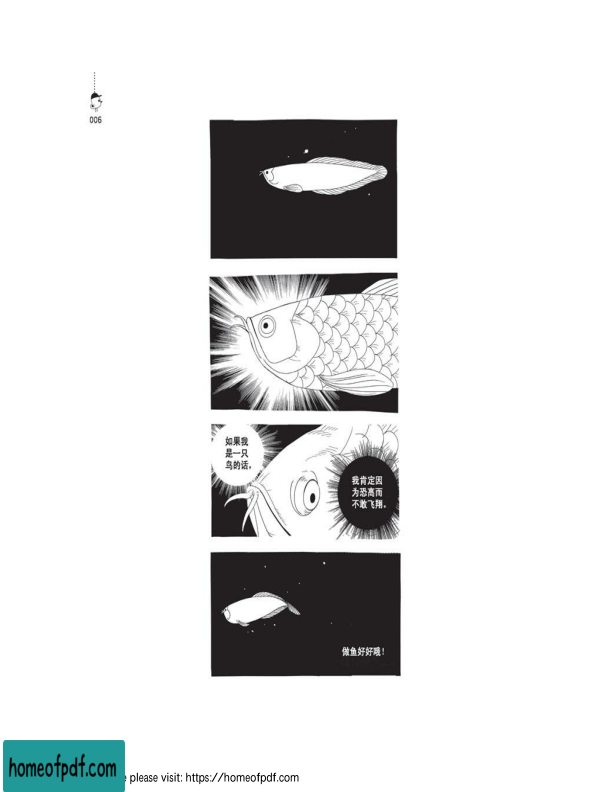 006
如果我
是一只
鸟的话。
我肯定因
为恐高而
不敢飞翔。
做鱼好好哦！
homeofpdf.com
e please visit: https://homeofpdf.com